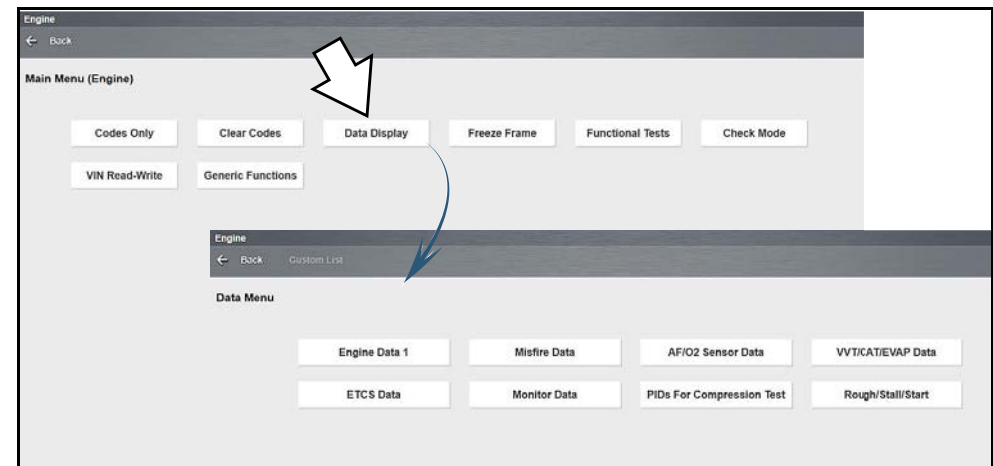 Engine
← Back
Main Menu (Engine)
Codes Only Clear Codes Data Display Freeze Frame Functional Tests Check Mode
VIN Read-Write Generic Functions
Engine
← Back Custom List
Data Menu
Engine Data 1 Misfire Data AF/O2 Sensor Data VVT/CAT/EVAP Data
ETCS Data Monitor Data PIDs For Compression Test Rough/Stall/Start